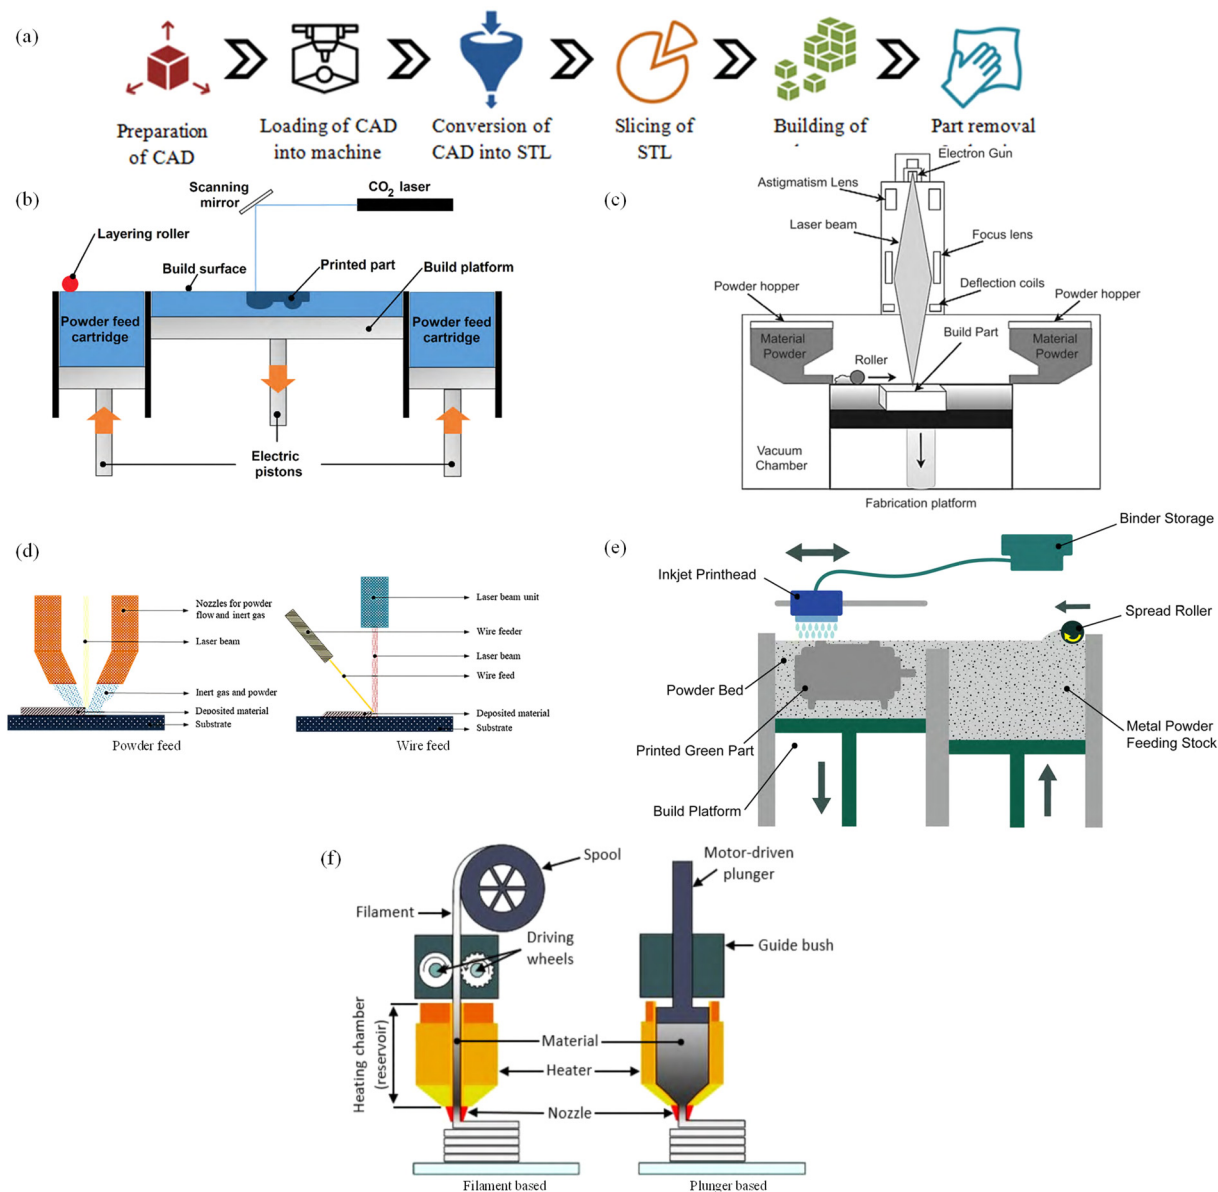 (a)
Preparation
of CAD
Loading of CAD
into machine
Conversion of
CAD into STL
Slicing of
STL
Building of
Part removal
(b)
Scanning
mirror
CO2 laser
Layering roller
Build surface
Printed part
Build platform
Powder feed
cartridge
Powder feed
cartridge
Electric
pistons
(c)
Electron Gun
Astigmatism Lens
Laser beam
Focus lens
Deflection coils
Powder hopper
Powder hopper
Material
Powder
Material
Powder
Build Part
Roller
Vacuum
Chamber
Fabrication platform
(d)
Nozzles for powder
flow and inert gas
Laser beam
Inert gas and powder
Deposited material
Substrate
Powder feed
Laser beam unit
Wire feeder
Laser beam
Wire feed
Deposited material
Substrate
Wire feed
(e)
Binder Storage
Inkjet Printhead
Spread Roller
Powder Bed
Printed Green Part
Metal Powder
Feeding Stock
Build Platform
(f)
Spool
Motor-driven
plunger
Filament
Driving
wheels
Guide bush
Heating chamber
(reservoir)
Material
Heater
Nozzle
Filament based
Plunger based